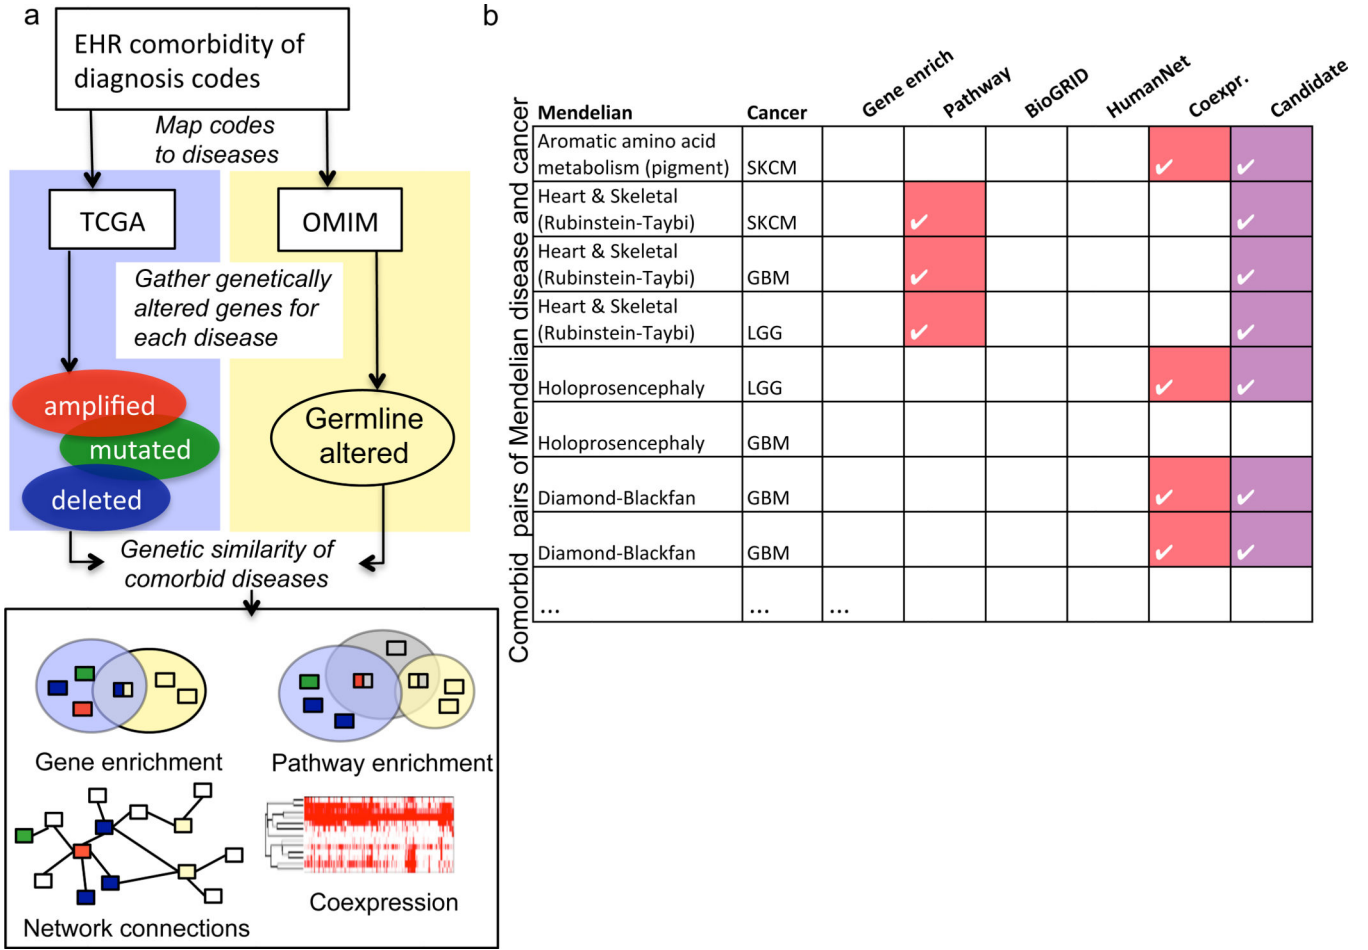 a
EHR comorbidity of
diagnosis codes
Map codes
to diseases
TCGA
OMIM
Gather genetically
altered genes for
each disease
amplified
mutated
deleted
Germline
altered
Genetic similarity of
comorbid diseases
Gene enrichment
Pathway enrichment
Network connections
Coexpression
b
Comorbid pairs of Mendelian disease and cancer
Mendelian Cancer Gene enrich Pathway BioGRID HumanNet Coexpr. Candidate
Aromatic amino acid
metabolism (pigment) SKCM ✓ ✓
Heart & Skeletal
(Rubinstein-Taybi) SKCM ✓ ✓
Heart & Skeletal
(Rubinstein-Taybi) GBM ✓ ✓
Heart & Skeletal
(Rubinstein-Taybi) LGG ✓ ✓
Holoprosencephaly LGG ✓ ✓
Holoprosencephaly GBM
Diamond-Blackfan GBM ✓ ✓
Diamond-Blackfan GBM ✓ ✓
... ... ...